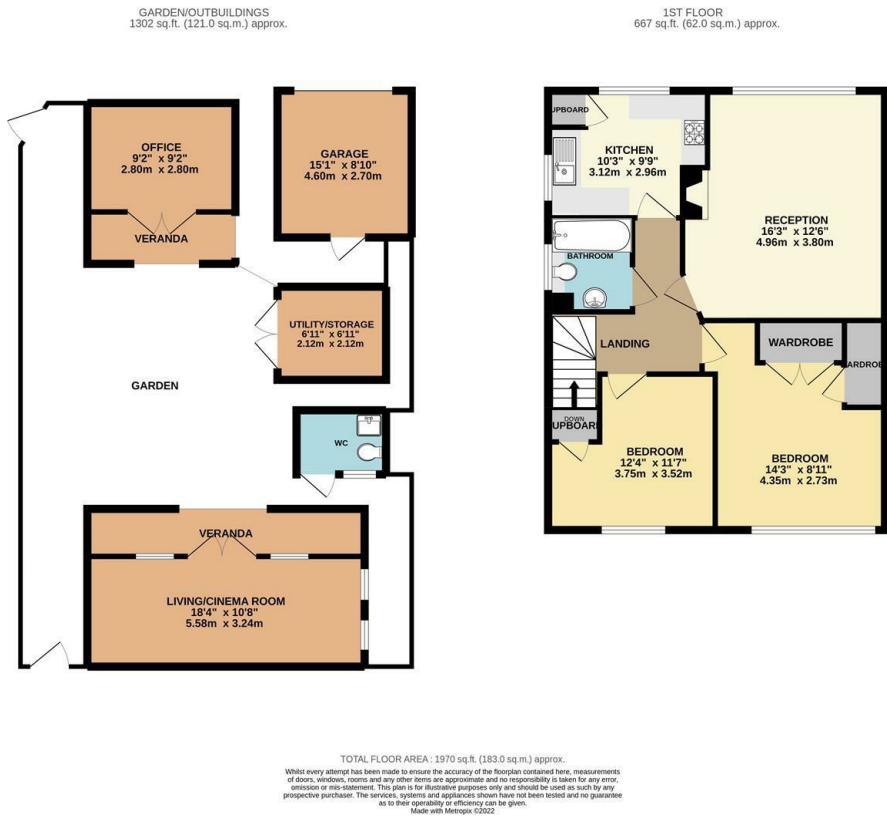 GARDEN/OUTBUILDINGS
1302 sq.ft. (121.0 sq.m.) approx.
OFFICE
9'2" x 9'2"
2.80m x 2.80m
VERANDA
GARAGE
15'1" x 8'10"
4.60m x 2.70m
UTILITY/STORAGE
6'11" x 6'11"
2.12m x 2.12m
GARDEN
WC
VERANDA
LIVING/CINEMA ROOM
18'4" x 10'8"
5.58m x 3.24m
1ST FLOOR
667 sq.ft. (62.0 sq.m.) approx.
UPBOARD
KITCHEN
10'3" x 9'9"
3.12m x 2.96m
RECEPTION
16'3" x 12'6"
4.96m x 3.80m
BATHROOM
LANDING
WARDROBE
ARDROB
DOWN
UPBOARD
BEDROOM
12'4" x 11'7"
3.75m x 3.52m
BEDROOM
14'3" x 8'11"
4.35m x 2.73m
TOTAL FLOOR AREA : 1970 sq.ft. (183.0 sq.m.) approx.
Whilst every attempt has been made to ensure the accuracy of the floorplan contained here, measurements
of doors, windows, rooms and any other items are approximate and no responsibility is taken for any error,
omission or mis-statement. This plan is for illustrative purposes only and should be used as such by any
prospective purchaser. The services, systems and appliances shown have not been tested and no guarantee
as to their operability or efficiency can be given.
Made with Metropix ©2022